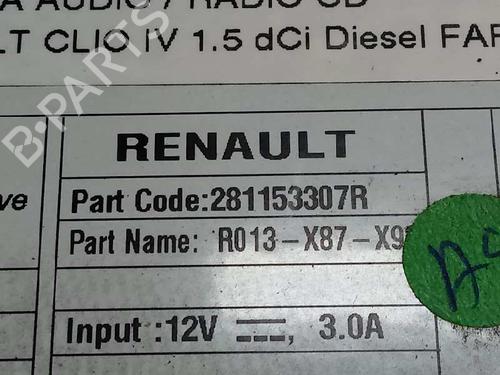 A AUDIO / RADIO CD
LT CLIO IV 1.5 dCi Diesel FAP
B-PARTS
RENAULT
ve
Part Code:281153307R
Part Name: R013-X87-X9
Input :12V ⎓, 3.0A